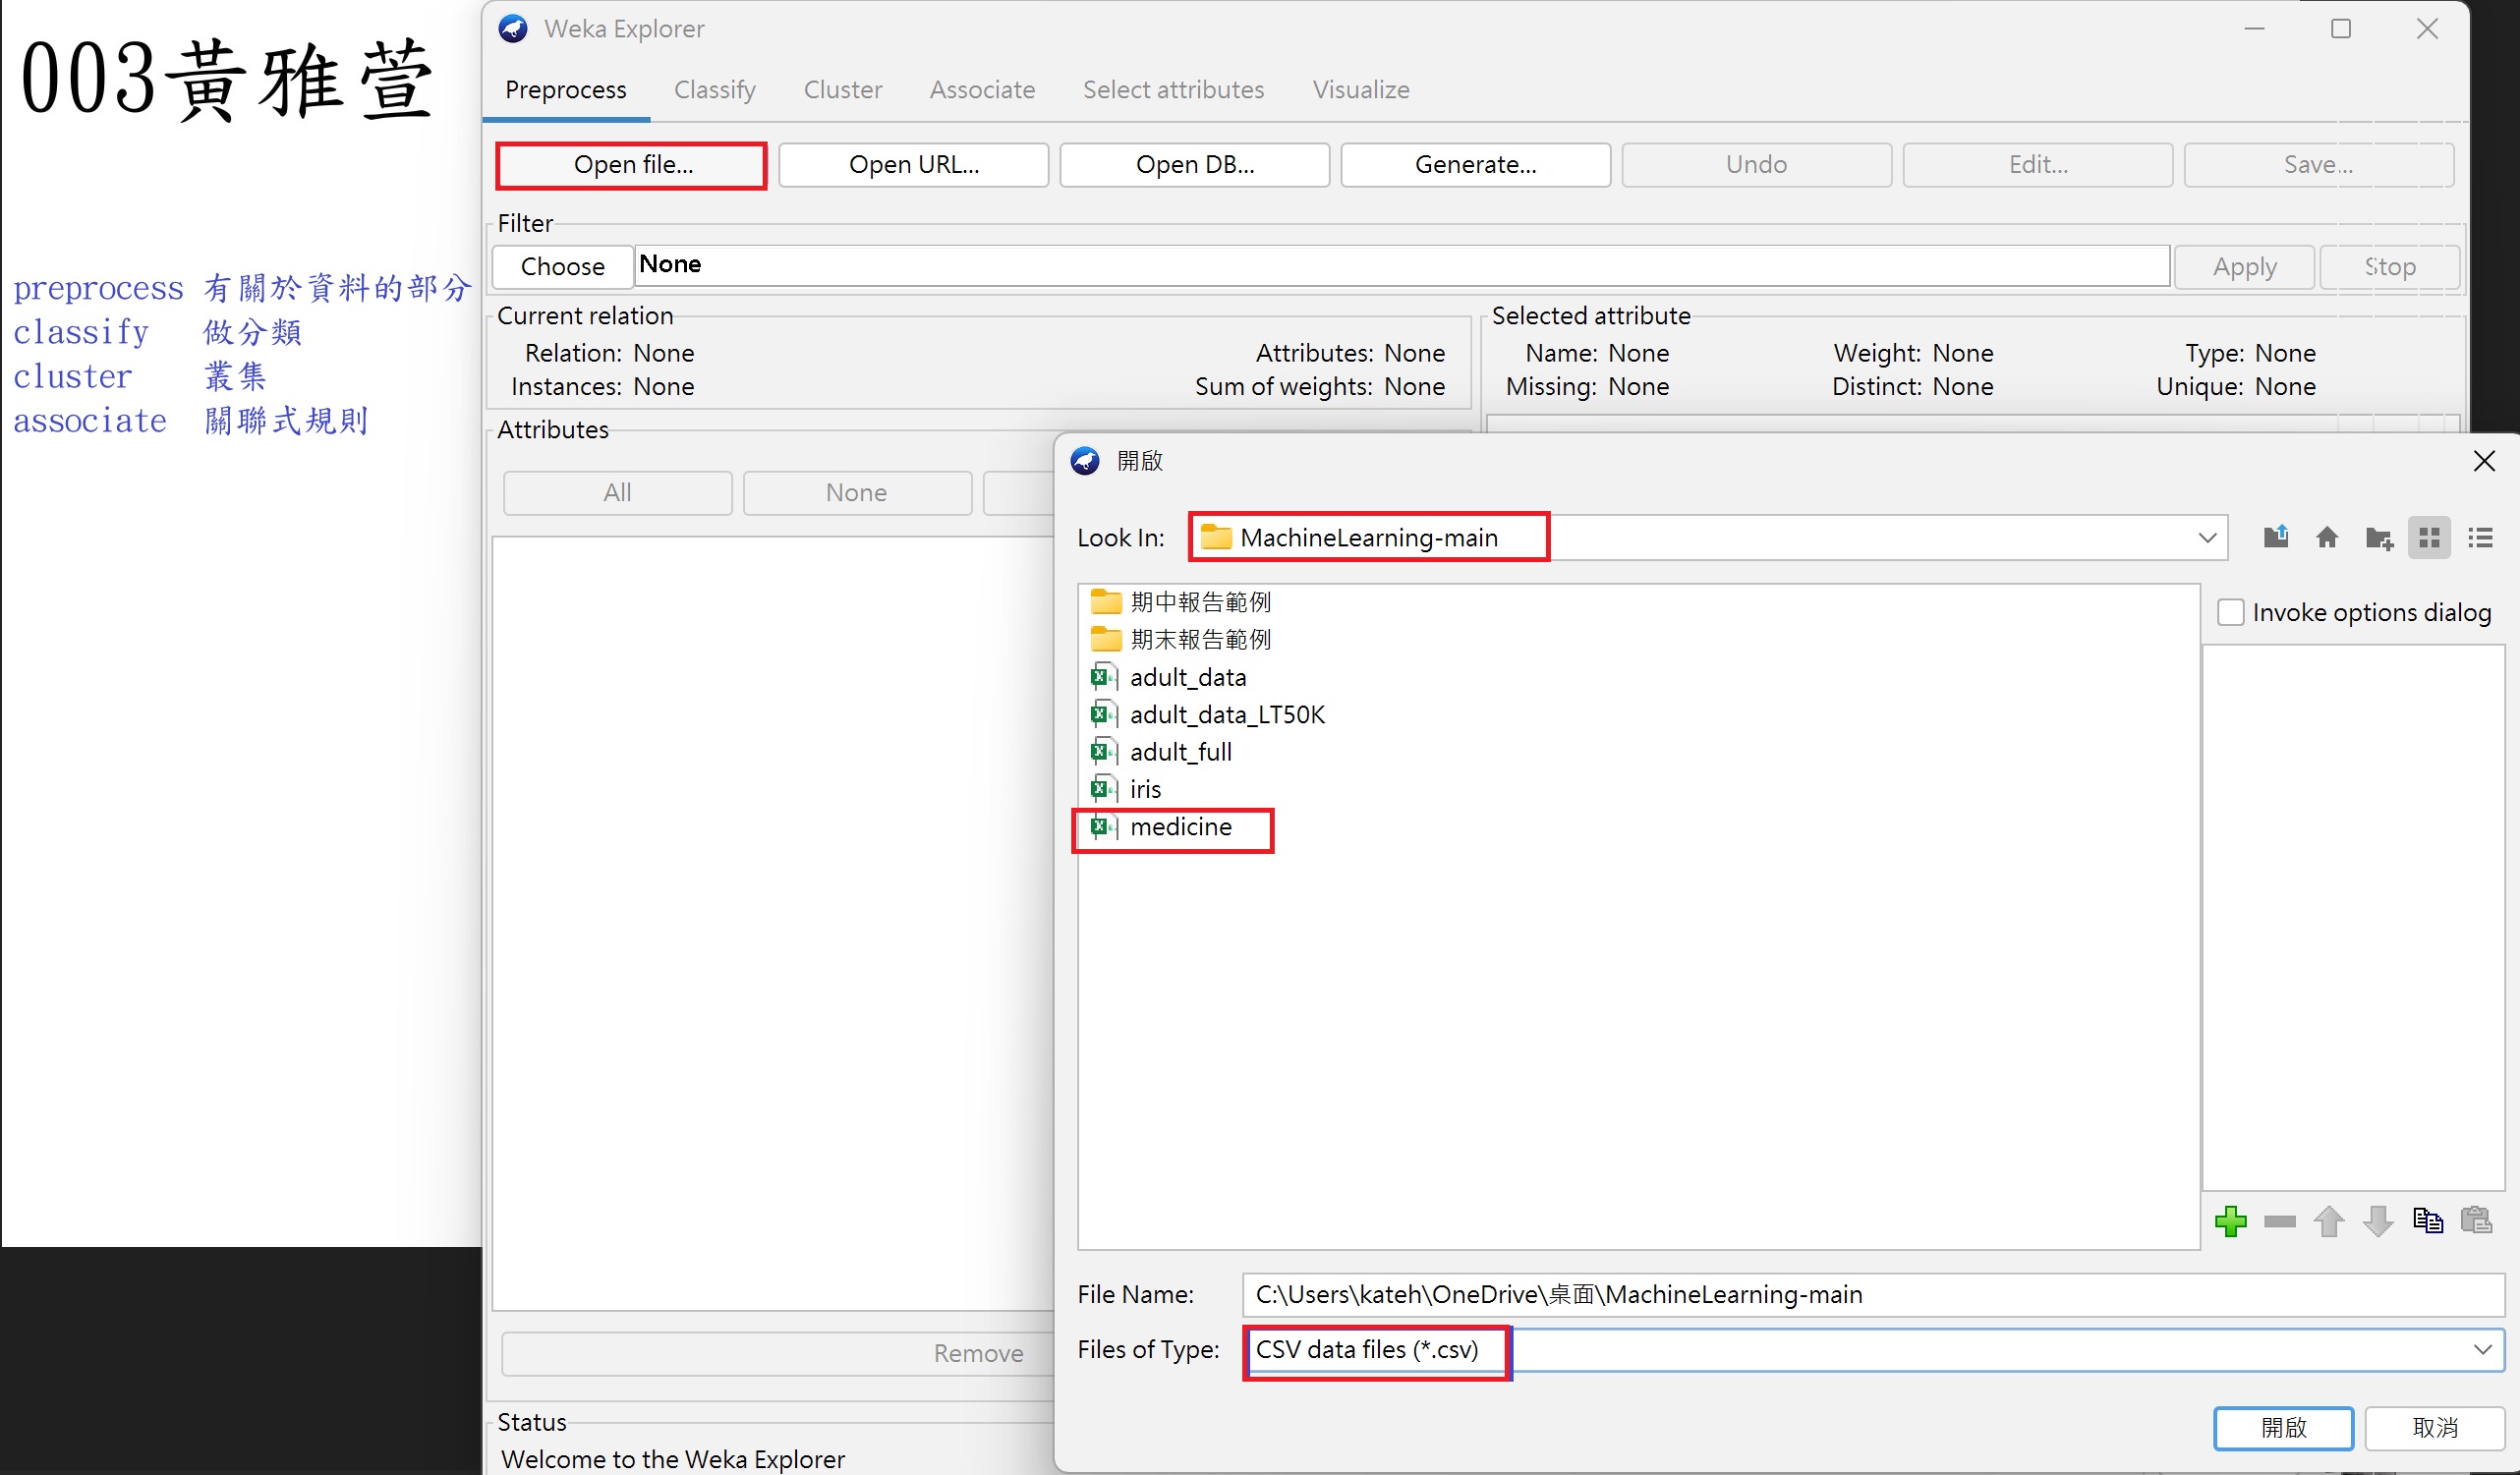 003黃雅萱
preprocess 有關於資料的部分
classify 做分類
cluster 叢集
associate 關聯式規則
Weka Explorer
Preprocess Classify Cluster Associate Select attributes Visualize
Open file... Open URL... Open DB... Generate... Undo Edit... Save...
Filter
Choose None Apply Stop
Current relation
Relation: None Attributes: None
Instances: None Sum of weights: None
Selected attribute
Name: None Weight: None Type: None
Missing: None Distinct: None Unique: None
Attributes
All None
Remove
Status
Welcome to the Weka Explorer
開啟
Look In: MachineLearning-main
期中報告範例
期末報告範例
adult_data
adult_data_LT50K
adult_full
iris
medicine
Invoke options dialog
File Name: C:\Users\kateh\OneDrive\桌面\MachineLearning-main
Files of Type: CSV data files (*.csv)
開啟 取消